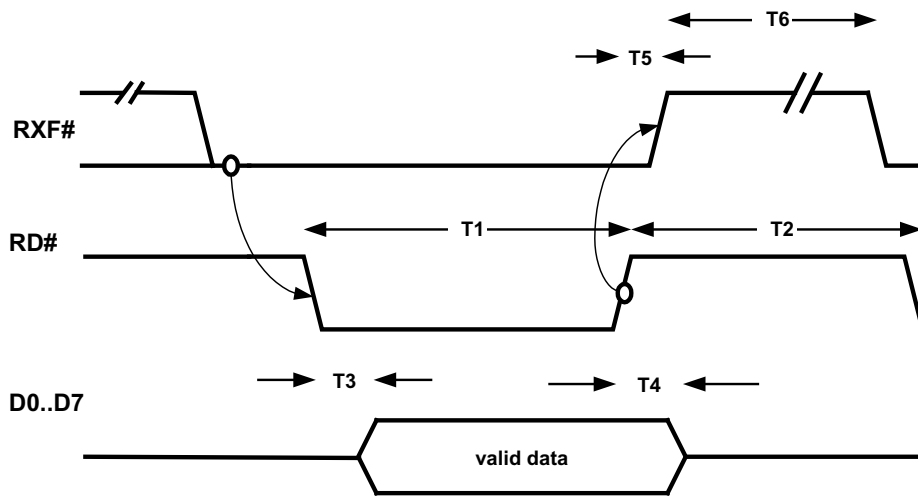 T6
T5
RXF#
T1
T2
RD#
T3
T4
D0..D7
valid data